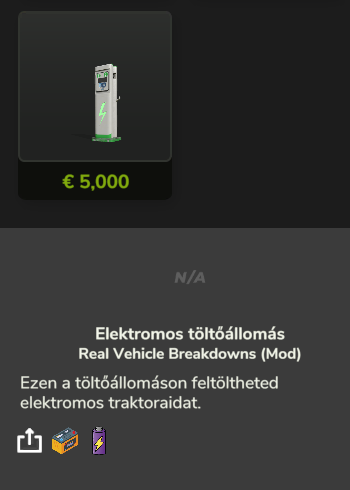 € 5,000
N/A
Elektromos töltőállomás
Real Vehicle Breakdowns (Mod)
Ezen a töltőállomáson feltöltheted
elektromos traktoraidat.